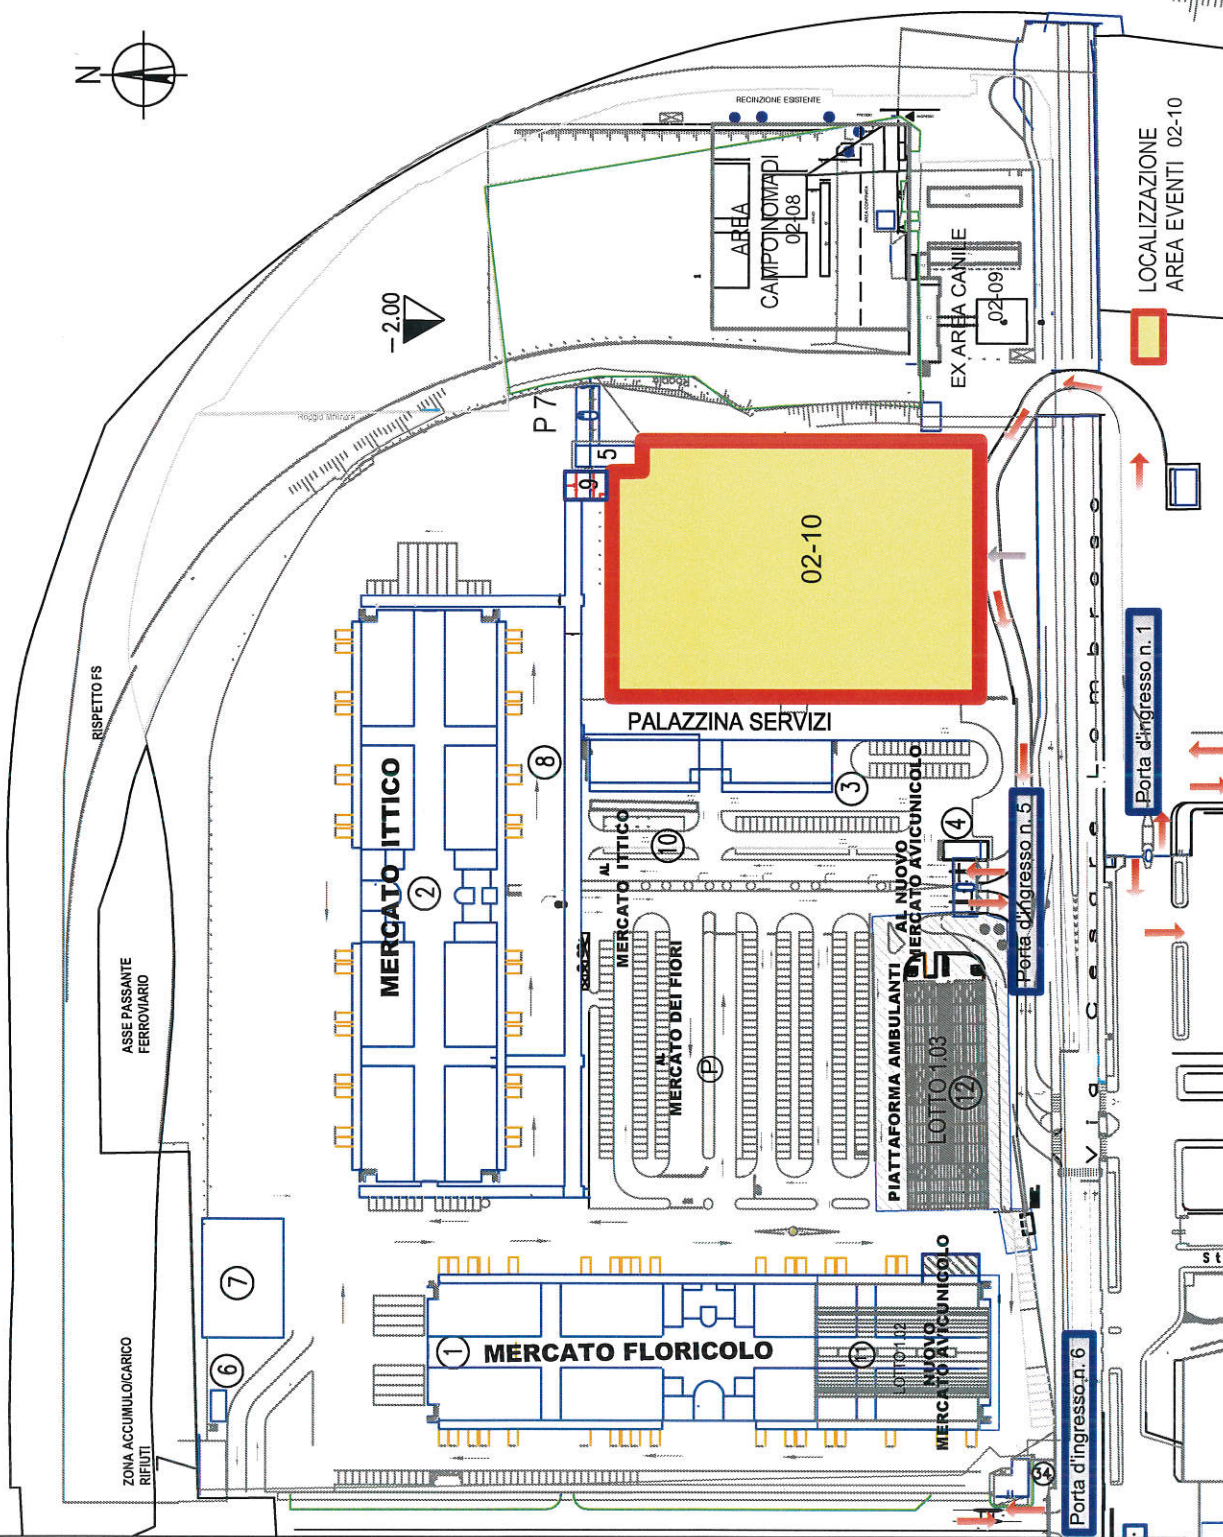 N
RECINZIONE ESISTENTE
AREA
CAMPO NOMADI
02-08
LOCALIZZAZIONE
AREA EVENTI 02-10
EX AREA CANILE
02-09
-2.00
Roggia Molinara
Roggia
P 7
5
9
02-10
RISPETTO FS
ASSE PASSANTE
FERROVIARIO
ZONA ACCUMULO/CARICO
RIFIUTI
MERCATO ITTICO
2
8
PALAZZINA SERVIZI
3
10
AL
MERCATO ITTICO
AL
MERCATO DEI FIORI
P
AL NUOVO
MERCATO AVICUNICOLO
4
PIATTAFORMA AMBULANTI
LOTTO 1.03
12
Porta d'ingresso n. 5
Porta d'ingresso n. 1
Via Cesare Lombroso
7
6
1
MERCATO FLORICOLO
11
LOTTO 1.02
NUOVO
MERCATO AVICUNICOLO
34
Porta d'ingresso n. 6
St